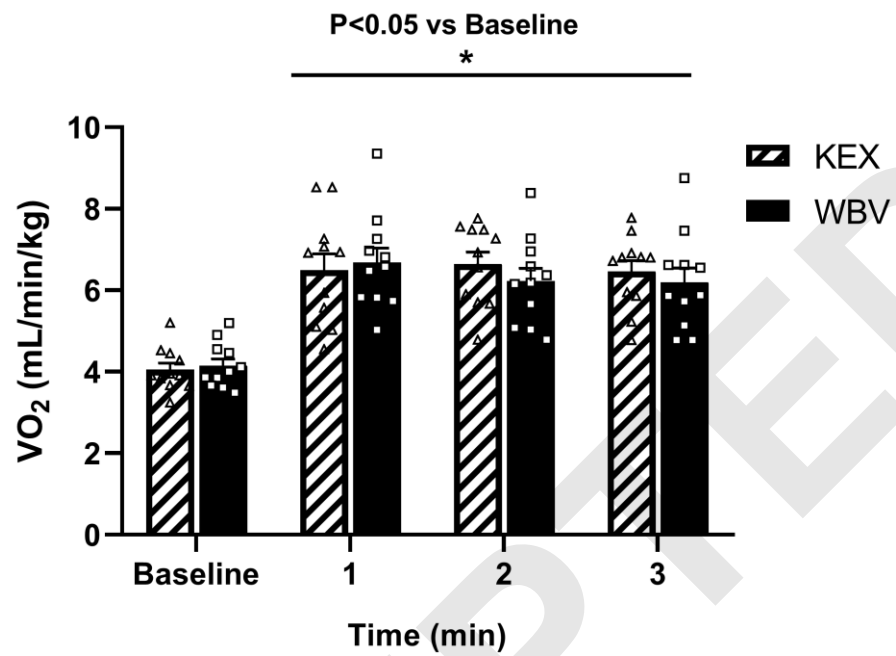 P<0.05 vs Baseline
*
10
8
6
4
2
0
VO₂ (mL/min/kg)
KEX
WBV
Baseline 1 2 3
Time (min)
PTED